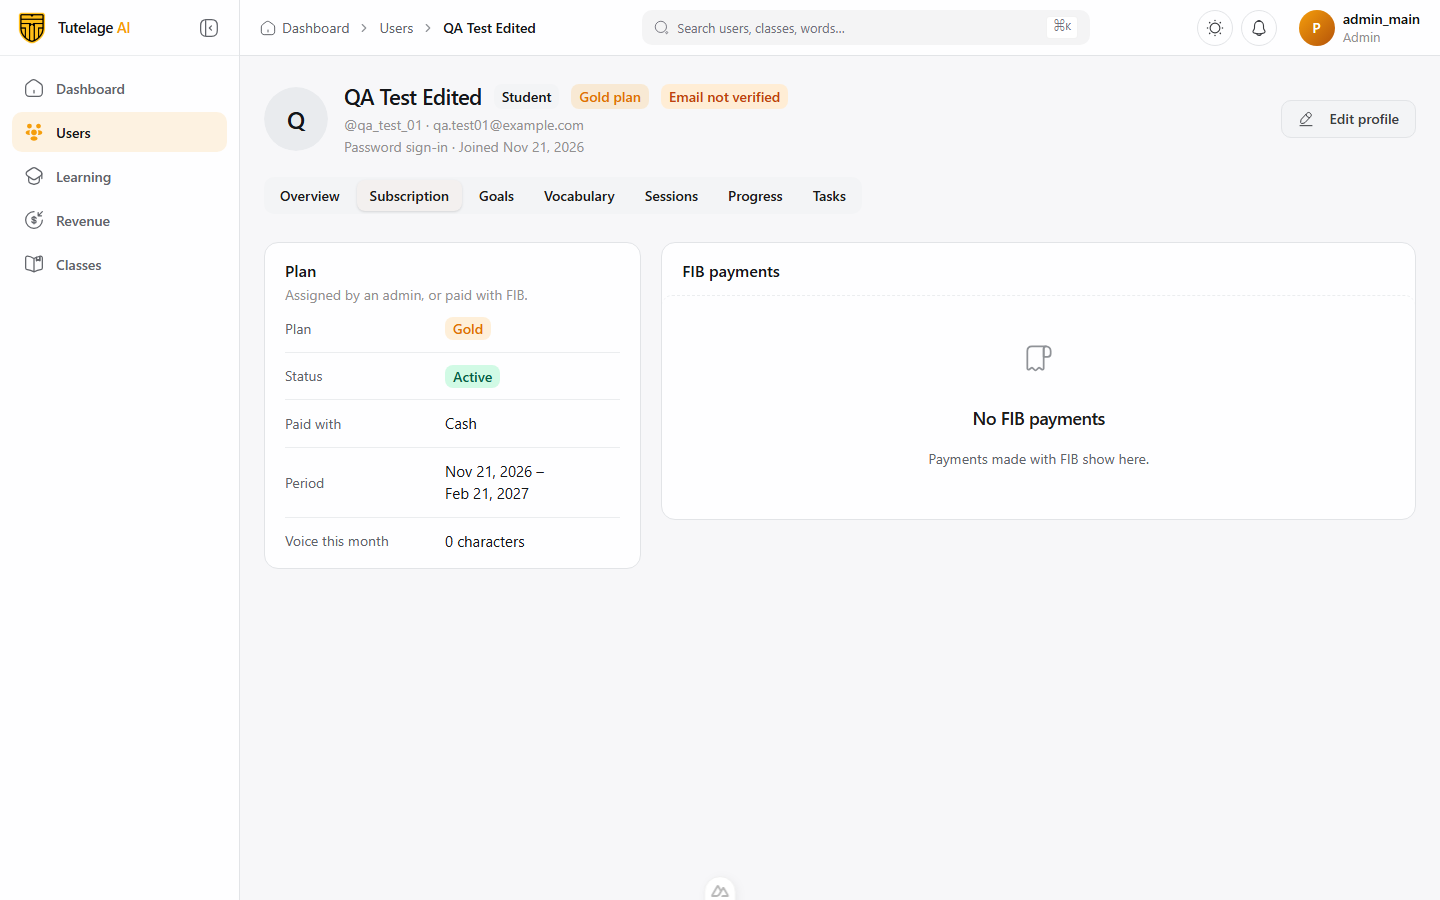 Tutelage AI
Dashboard
Users
QA Test Edited
Search users, classes, words...
⌘K
P
admin_main
Admin
Dashboard
Users
Learning
Revenue
Classes
Q
QA Test Edited
Student
Gold plan
Email not verified
@qa_test_01 · qa.test01@example.com
Password sign-in · Joined Nov 21, 2026
Edit profile
Overview
Subscription
Goals
Vocabulary
Sessions
Progress
Tasks
Plan
Assigned by an admin, or paid with FIB.
Plan
Gold
Status
Active
Paid with
Cash
Period
Nov 21, 2026 –
Feb 21, 2027
Voice this month
0 characters
FIB payments
No FIB payments
Payments made with FIB show here.